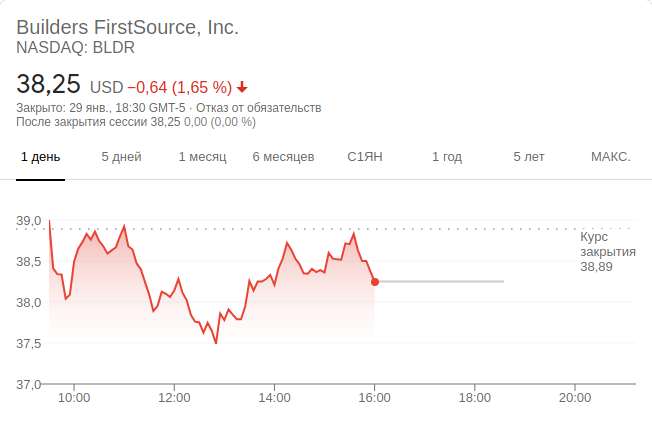 Builders FirstSource, Inc.
NASDAQ: BLDR
38,25 USD −0,64 (1,65 %)
Закрыто: 29 янв., 18:30 GMT-5 · Отказ от обязательств
После закрытия сессии 38,25 0,00 (0,00 %)
1 день 5 дней 1 месяц 6 месяцев С1ЯН 1 год 5 лет МАКС.
39,0
Курс
закрытия
38,89
38,5
38,0
37,5
37,0
10:00 12:00 14:00 16:00 18:00 20:00